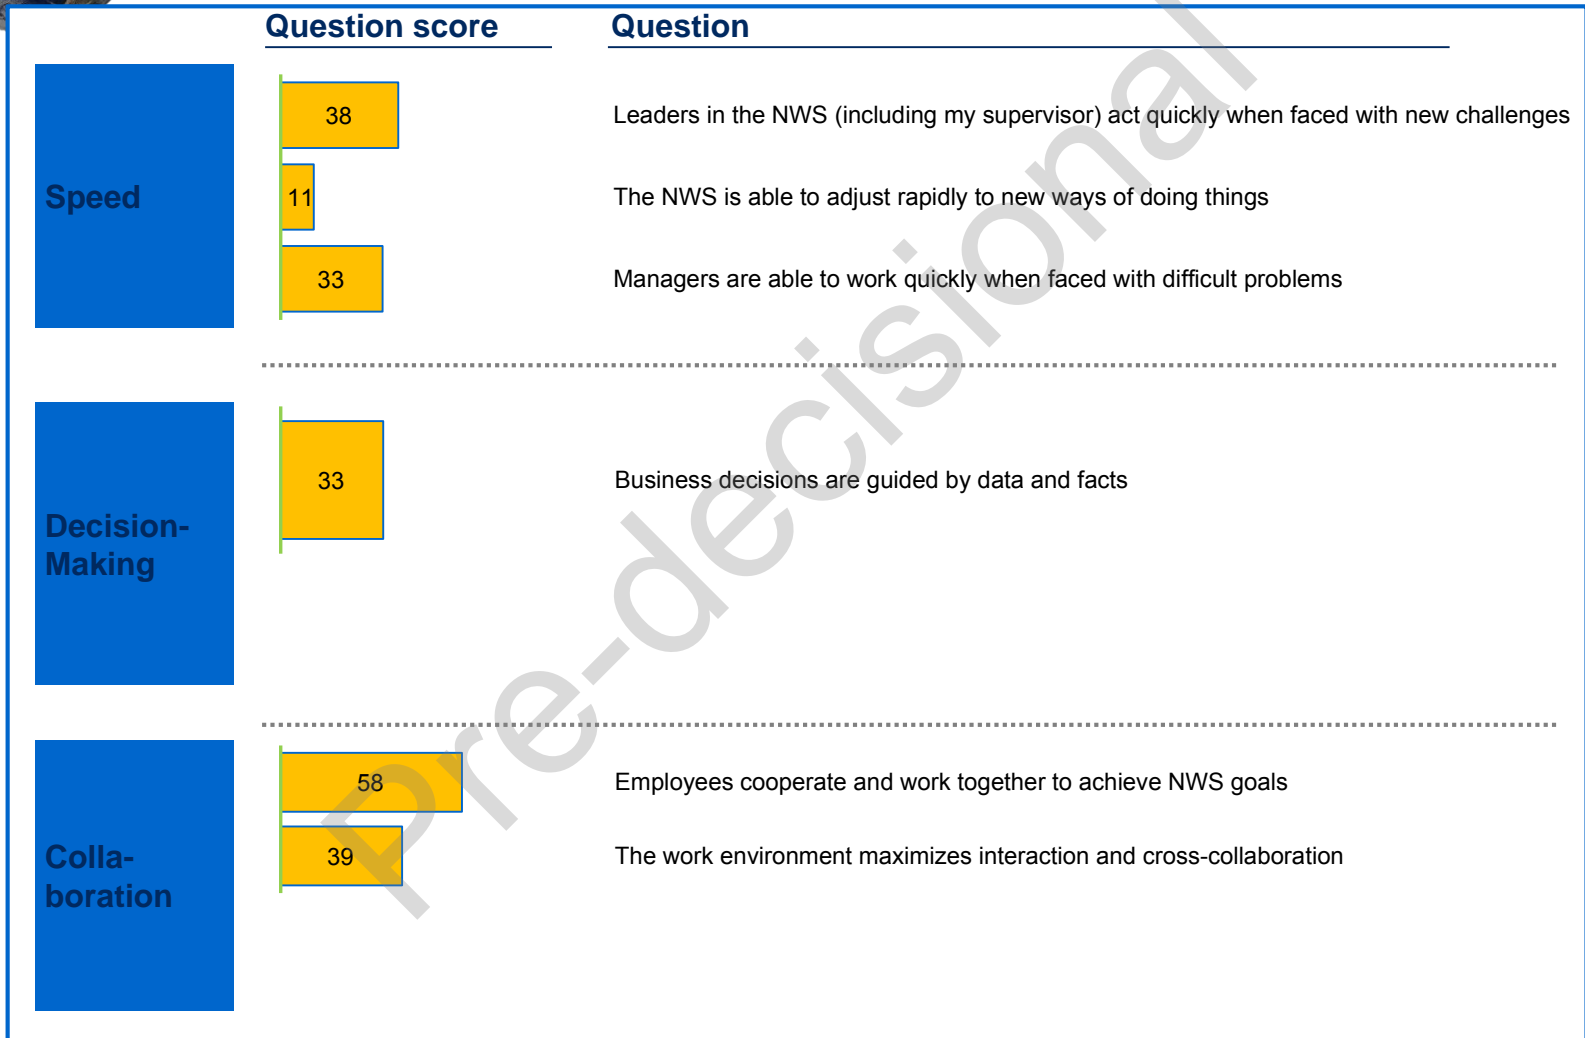 Question score
Question
Speed
38
Leaders in the NWS (including my supervisor) act quickly when faced with new challenges
11
The NWS is able to adjust rapidly to new ways of doing things
33
Managers are able to work quickly when faced with difficult problems
Decision-
Making
33
Business decisions are guided by data and facts
Colla-
boration
58
Employees cooperate and work together to achieve NWS goals
39
The work environment maximizes interaction and cross-collaboration
Pre-decisional